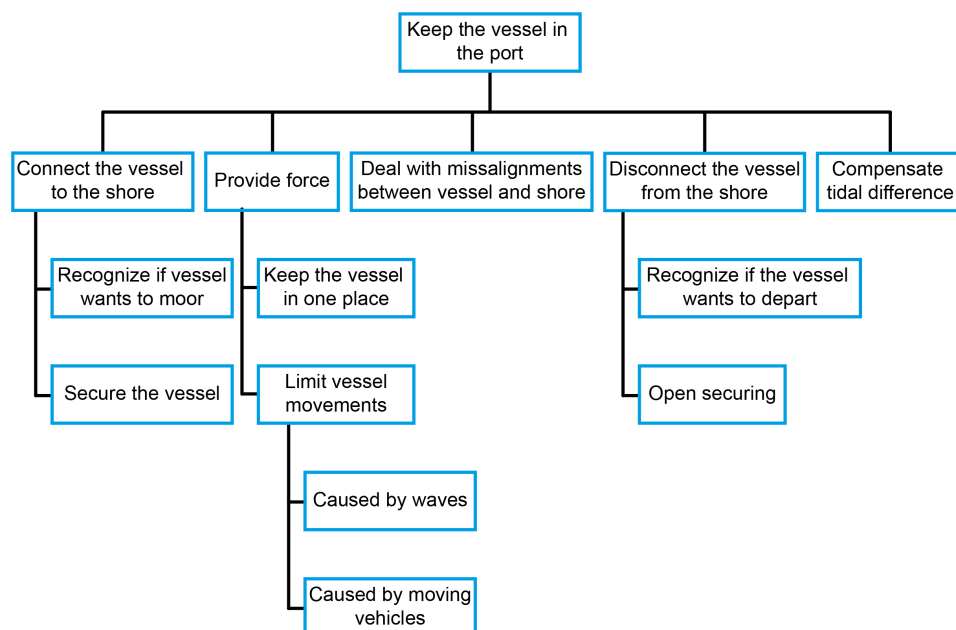 Keep the vessel in
the port
Connect the vessel
to the shore
Provide force
Deal with missalignments
between vessel and shore
Disconnect the vessel
from the shore
Compensate
tidal difference
Recognize if vessel
wants to moor
Keep the vessel
in one place
Recognize if the vessel
wants to depart
Secure the vessel
Limit vessel
movements
Open securing
Caused by waves
Caused by moving
vehicles